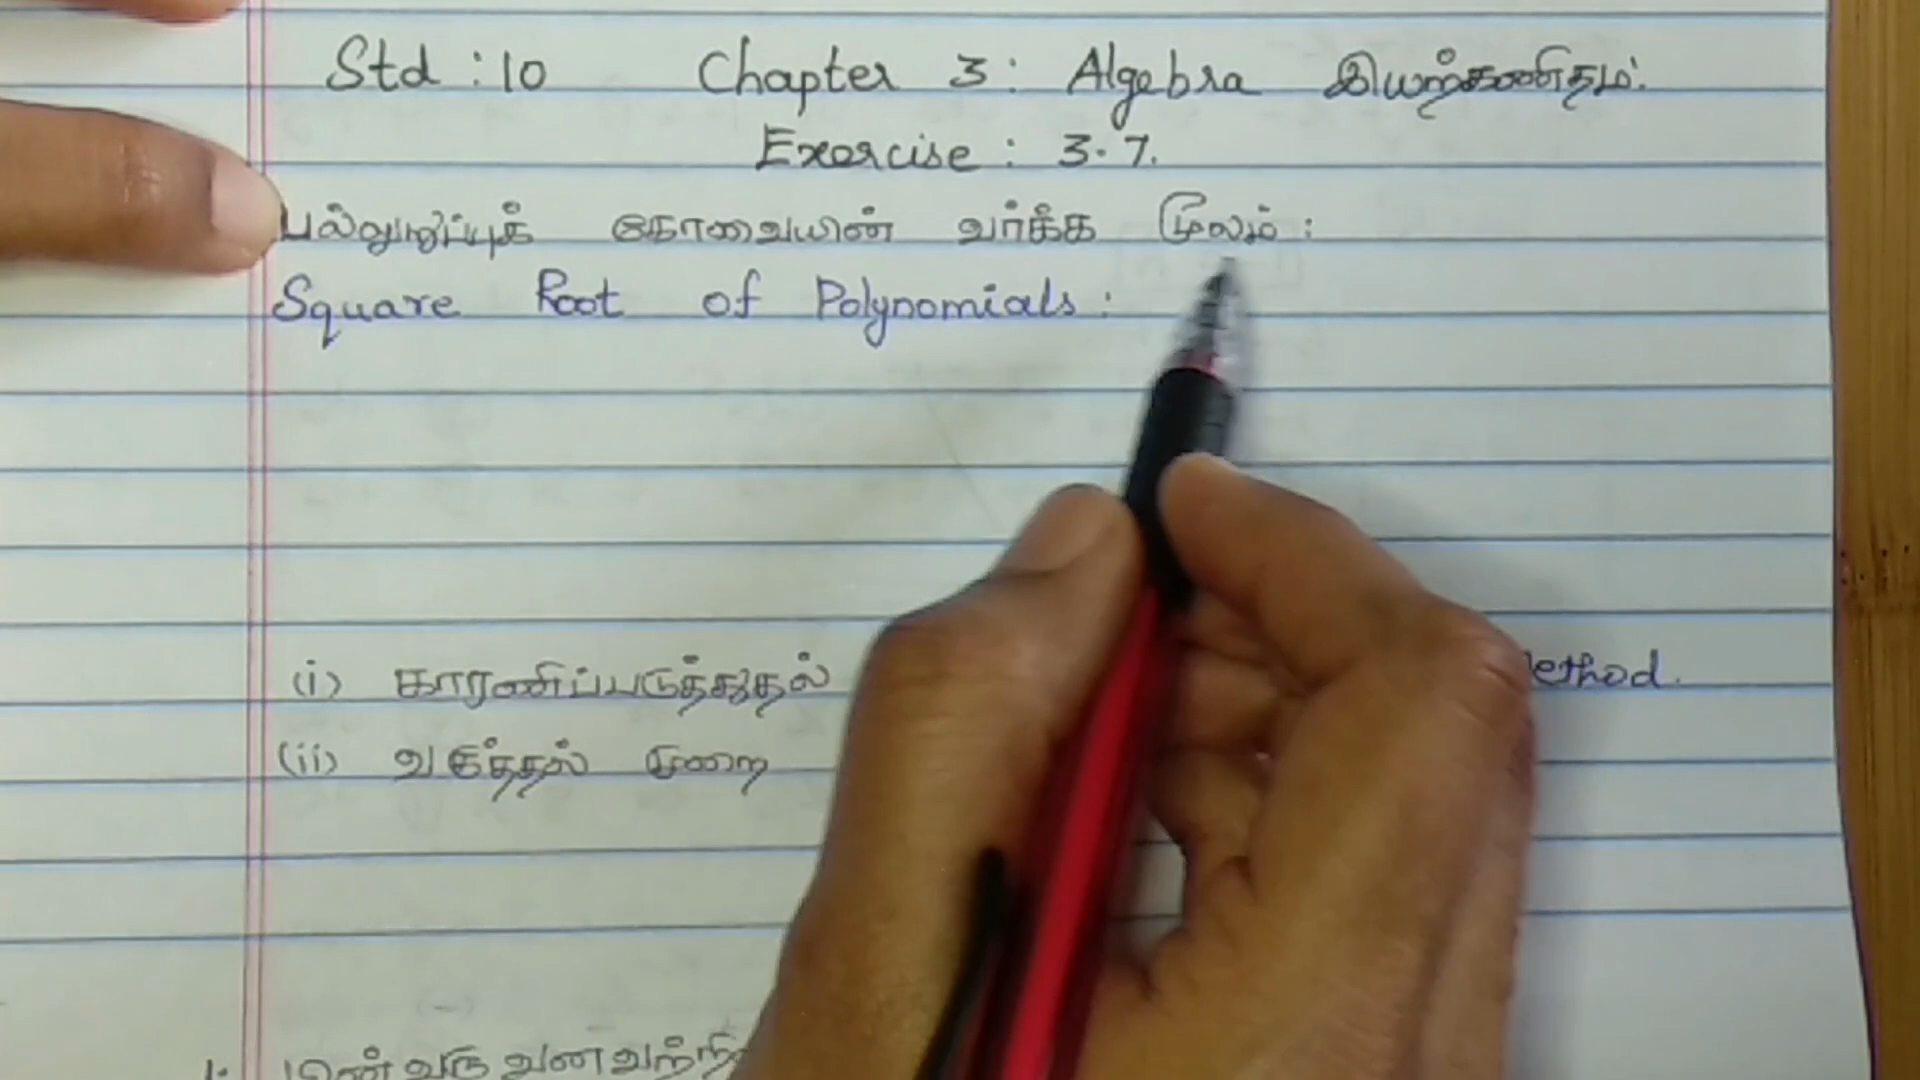 Std : 10 Chapter 3 : Algebra இயற்கணிதம்.
Exercise : 3.7.
பல்லுறுப்புக் கோவையின் வர்க்க மூலம் :
Square Root of Polynomials :
(i) காரணிப்படுத்துதல்
(ii) வகுத்தல் முறை